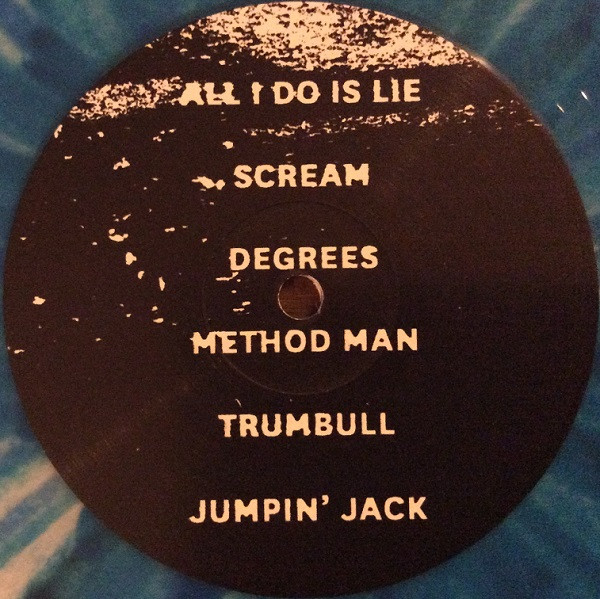 ALL I DO IS LIE
SCREAM
DEGREES
METHOD MAN
TRUMBULL
JUMPIN' JACK